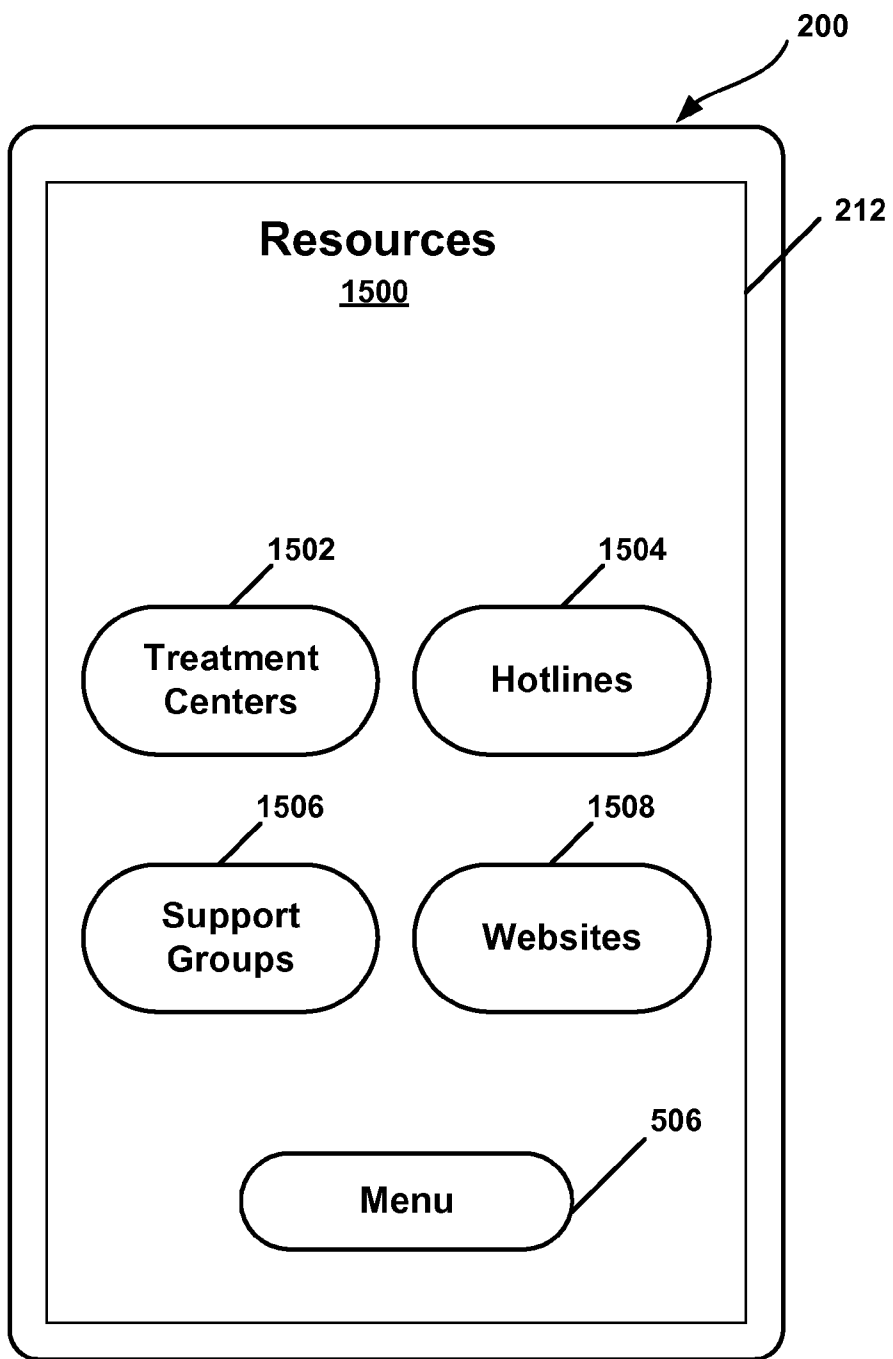 200
212
Resources
1500
1502
1504
Treatment
Centers
Hotlines
1506
1508
Support
Groups
Websites
506
Menu